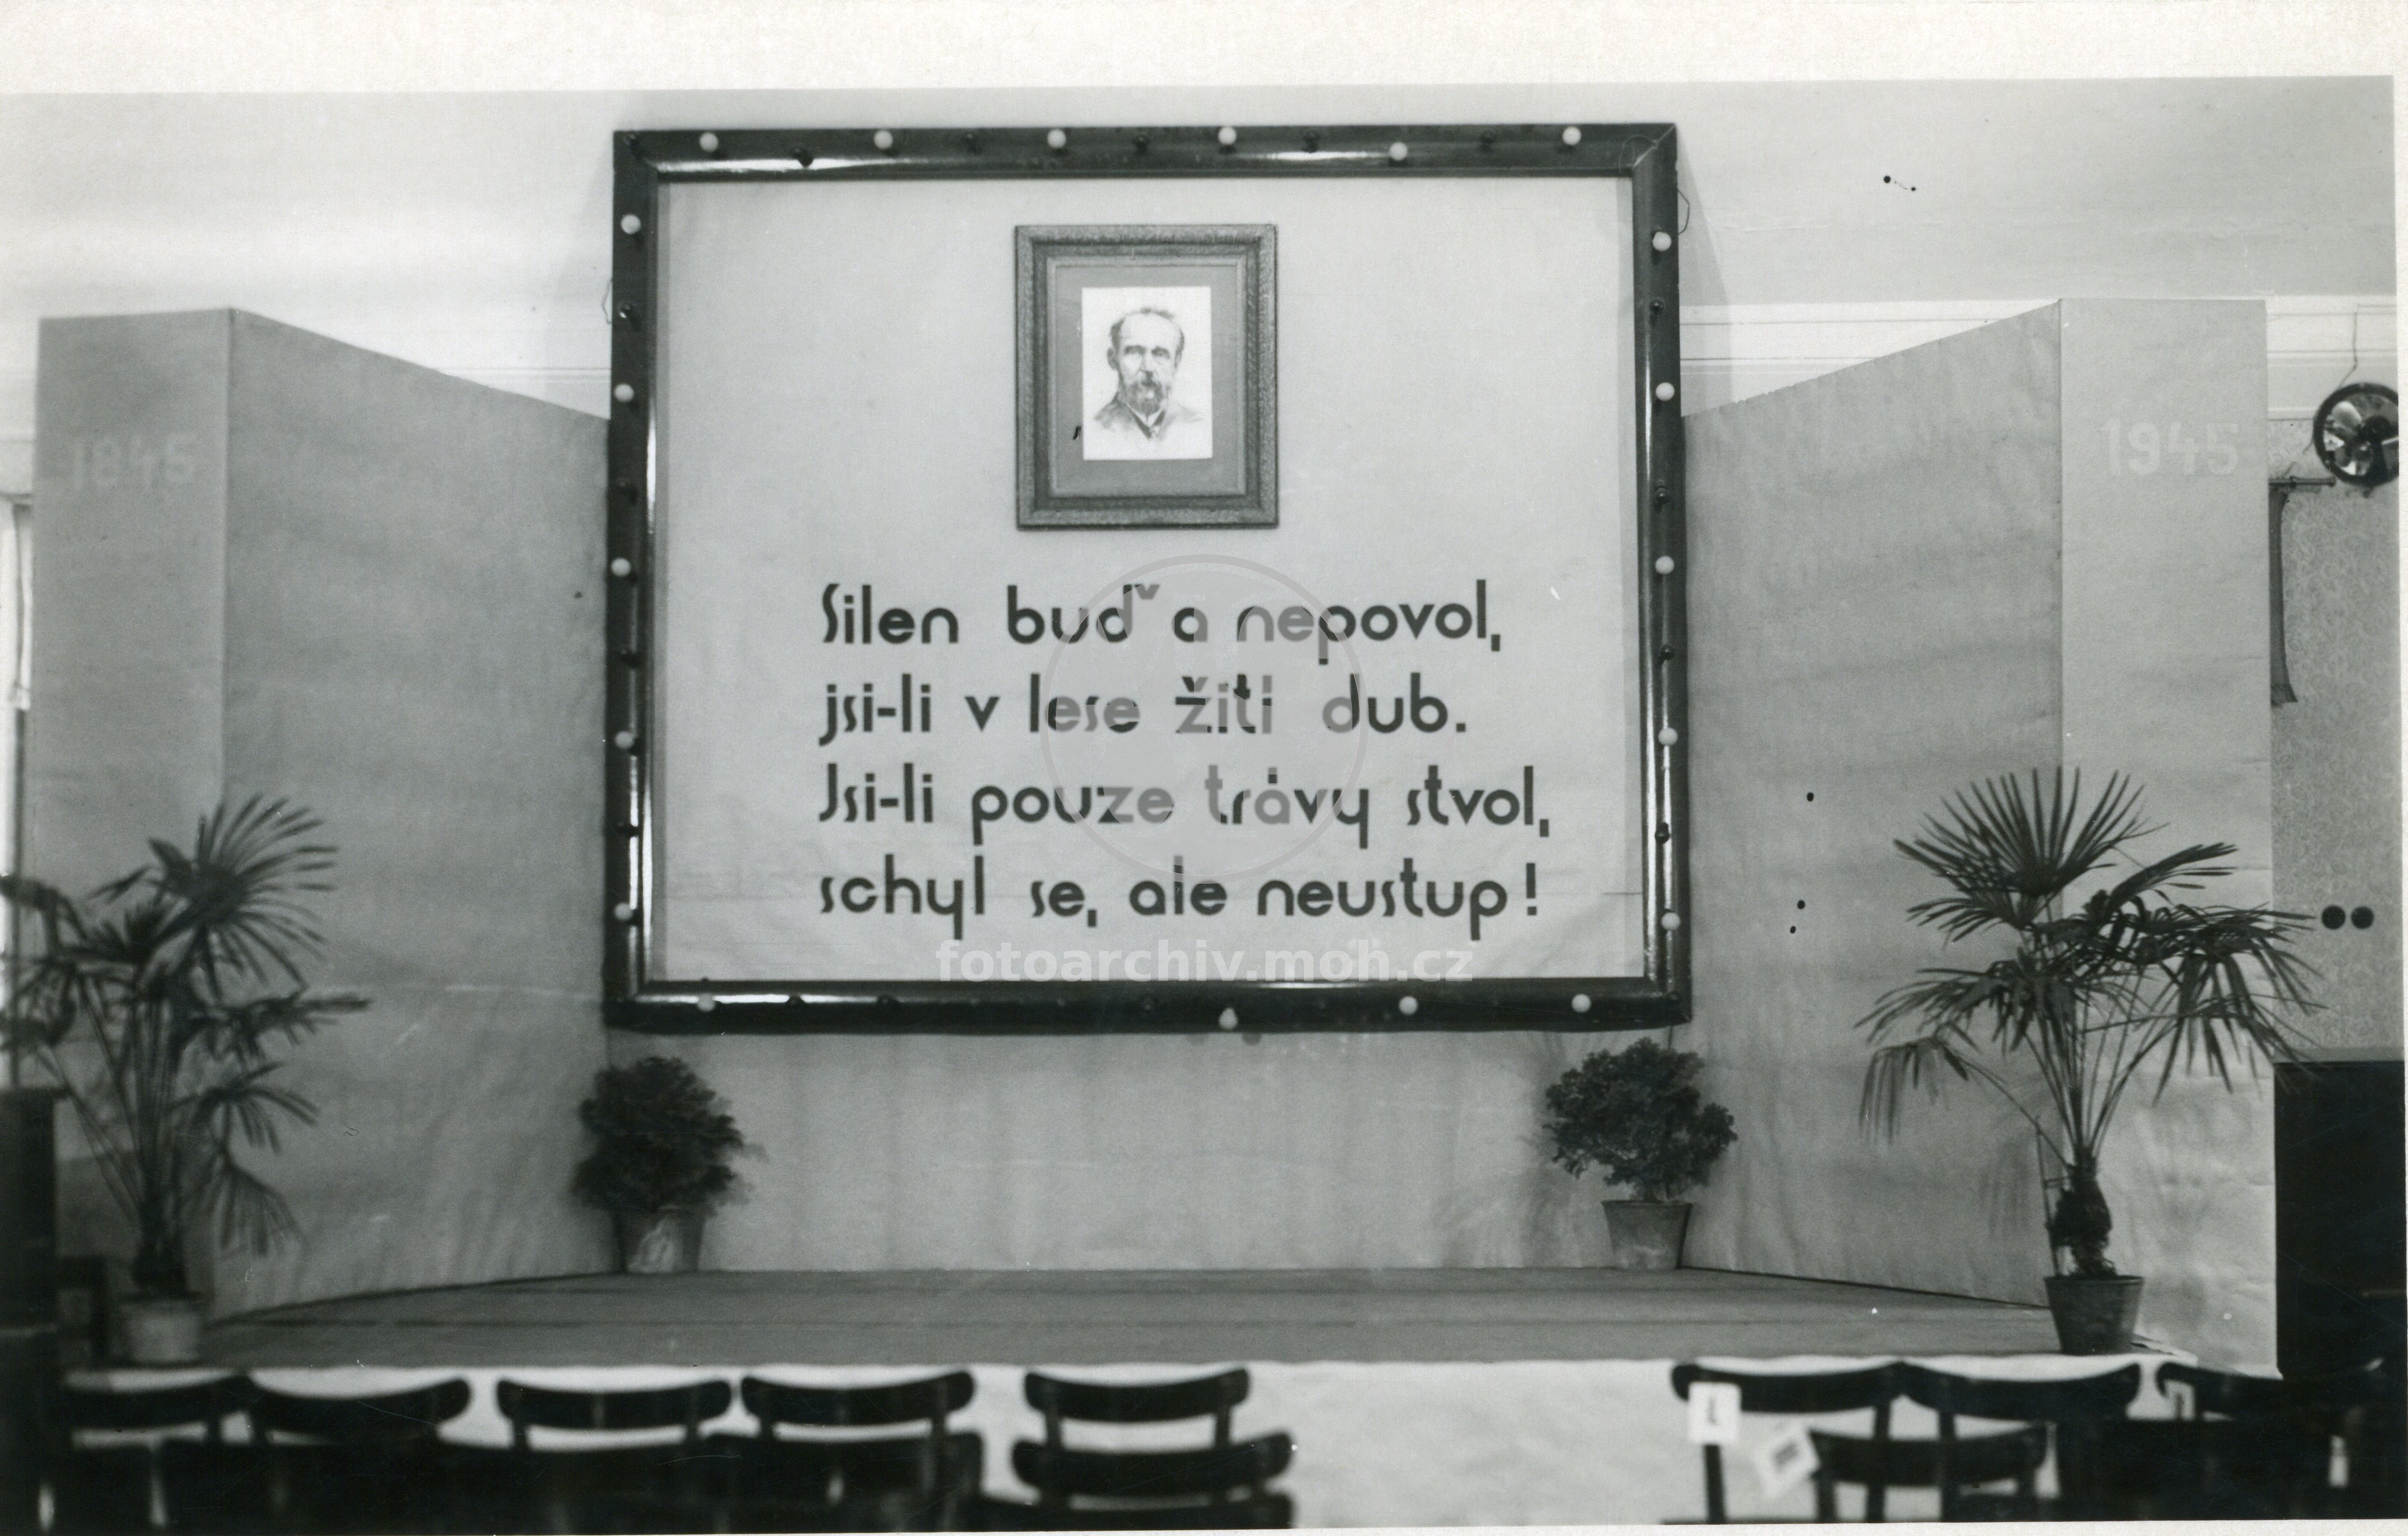 1845
1945
Silen buď a nepovol,
jsi-li v lese žití dub.
Jsi-li pouze trávy stvol,
schyl se, ale neustup!
fotoarchiv.moh.cz